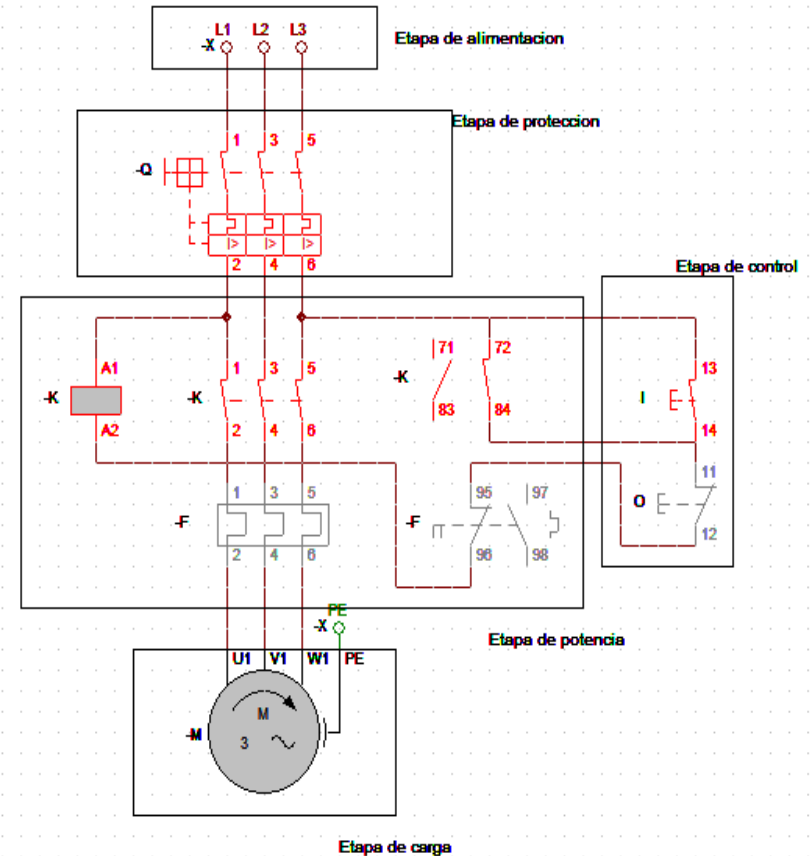 L1 L2 L3
-X
Etapa de alimentacion
Etapa de proteccion
1 3 5
-Q
I> I> I>
2 4 6
Etapa de control
A1
-K
A2
1 3 5
-K
2 4 6
71 72
-K
83 84
13
I
14
11
O
12
1 3 5
-F
2 4 6
95 97
-F
96 98
PE
-X
Etapa de potencia
U1 V1 W1 PE
M
-M
3
Etapa de carga